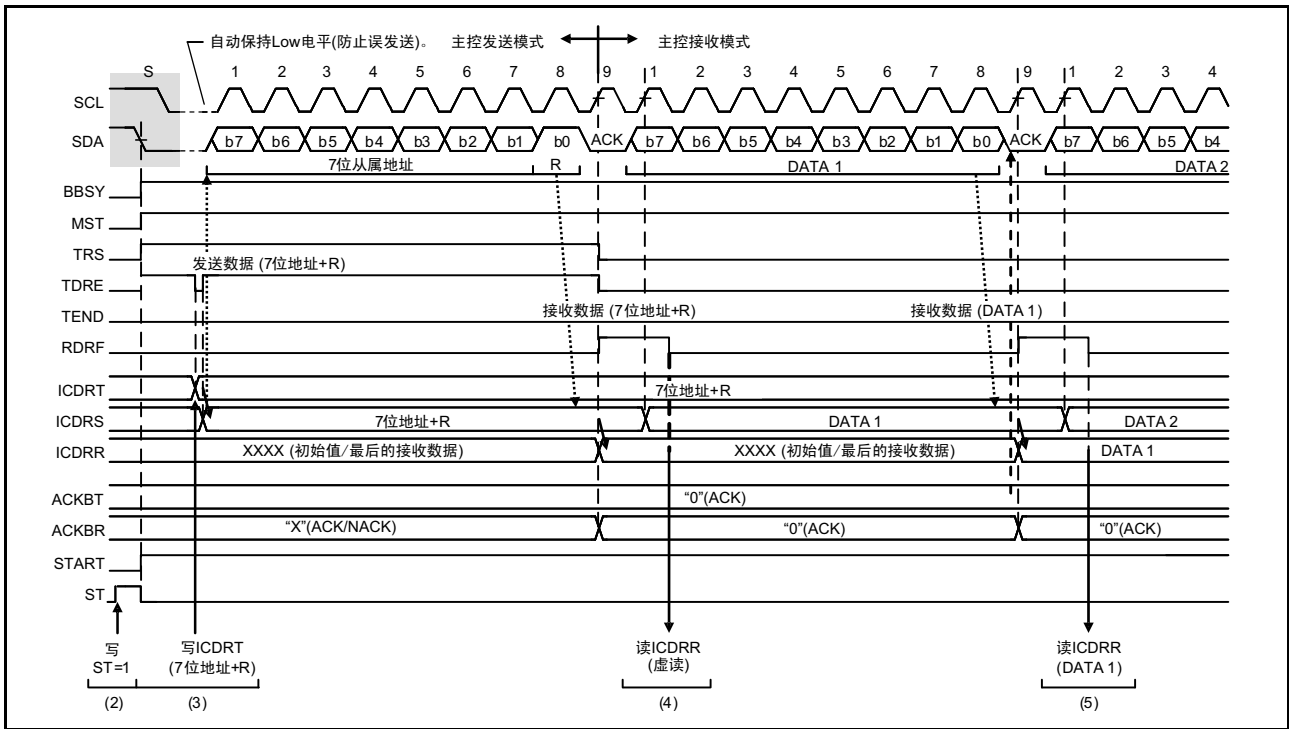 自动保持Low电平(防止误发送)。 主控发送模式 主控接收模式
S 1 2 3 4 5 6 7 8 9 1 2 3 4 5 6 7 8 9 1 2 3 4
SCL
SDA b7 b6 b5 b4 b3 b2 b1 b0 ACK b7 b6 b5 b4 b3 b2 b1 b0 ACK b7 b6 b5 b4
7位从属地址 R DATA 1 DATA 2
BBSY
MST
TRS
发送数据 (7位地址+R)
TDRE
TEND 接收数据 (7位地址+R) 接收数据 (DATA 1)
RDRF
ICDRT 7位地址+R
ICDRS 7位地址+R DATA 1 DATA 2
ICDRR XXXX (初始值/最后的接收数据) XXXX (初始值/最后的接收数据) DATA 1
ACKBT “0”(ACK)
ACKBR “X”(ACK/NACK) “0”(ACK) “0”(ACK)
START
ST
写 写ICDRT 读ICDRR 读ICDRR
ST=1 (7位地址+R) (虚读) (DATA 1)
(2) (3) (4) (5)